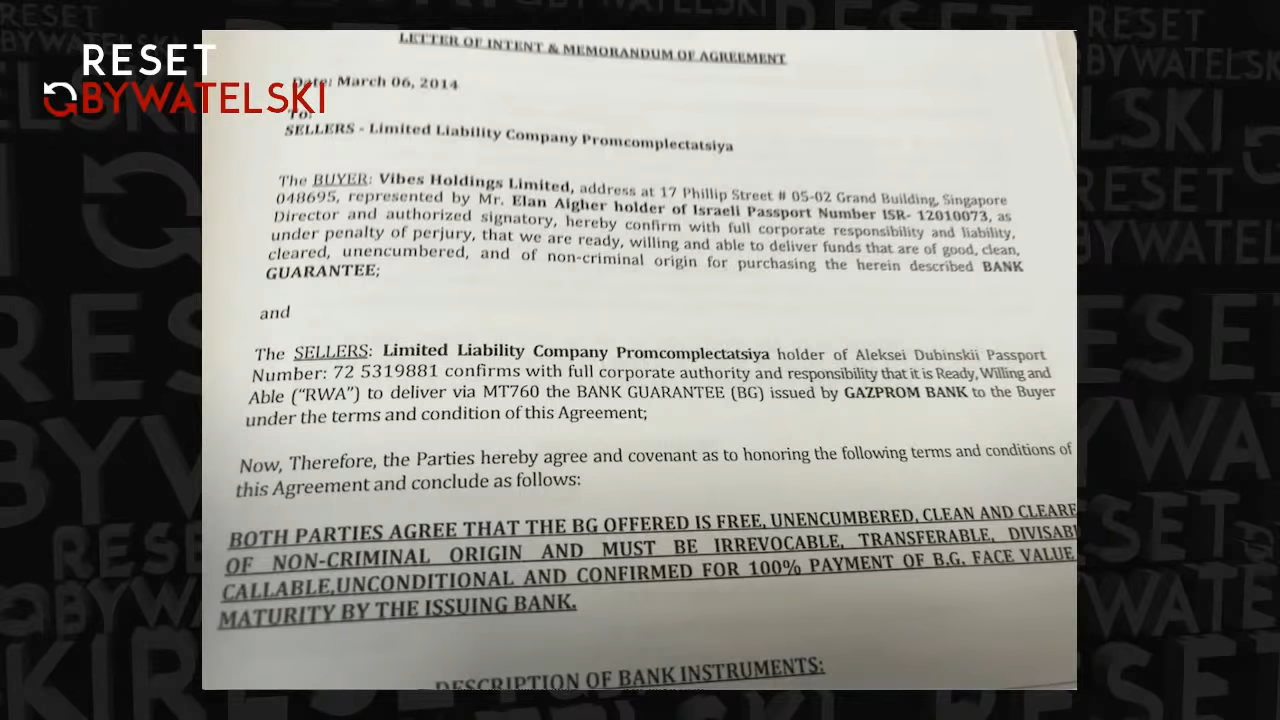 RESET
OBYWATELSKI
LETTER OF INTENT & MEMORANDUM OF AGREEMENT
Date: March 06, 2014
To:
SELLERS - Limited Liability Company Promcomplectatsiya
The BUYER: Vibes Holdings Limited, address at 17 Phillip Street # 05-02 Grand Building, Singapore
048695, represented by Mr. Elan Aigher holder of Israeli Passport Number ISR- 12010073, as
Director and authorized signatory, hereby confirm with full corporate responsibility and liability,
under penalty of perjury, that we are ready, willing and able to deliver funds that are of good, clean,
cleared, unencumbered, and of non-criminal origin for purchasing the herein described BANK
GUARANTEE;
and
The SELLERS: Limited Liability Company Promcomplectatsiya holder of Aleksei Dubinskii Passport
Number: 72 5319881 confirms with full corporate authority and responsibility that it is Ready, Willing and
Able ("RWA") to deliver via MT760 the BANK GUARANTEE (BG) issued by GAZPROM BANK to the Buyer
under the terms and condition of this Agreement;
Now, Therefore, the Parties hereby agree and covenant as to honoring the following terms and conditions of
this Agreement and conclude as follows:
BOTH PARTIES AGREE THAT THE BG OFFERED IS FREE, UNENCUMBERED, CLEAN AND CLEARE
OF NON-CRIMINAL ORIGIN AND MUST BE IRREVOCABLE, TRANSFERABLE, DIVISAB
CALLABLE,UNCONDITIONAL AND CONFIRMED FOR 100% PAYMENT OF B.G. FACE VALUE
MATURITY BY THE ISSUING BANK.
DESCRIPTION OF BANK INSTRUMENTS: